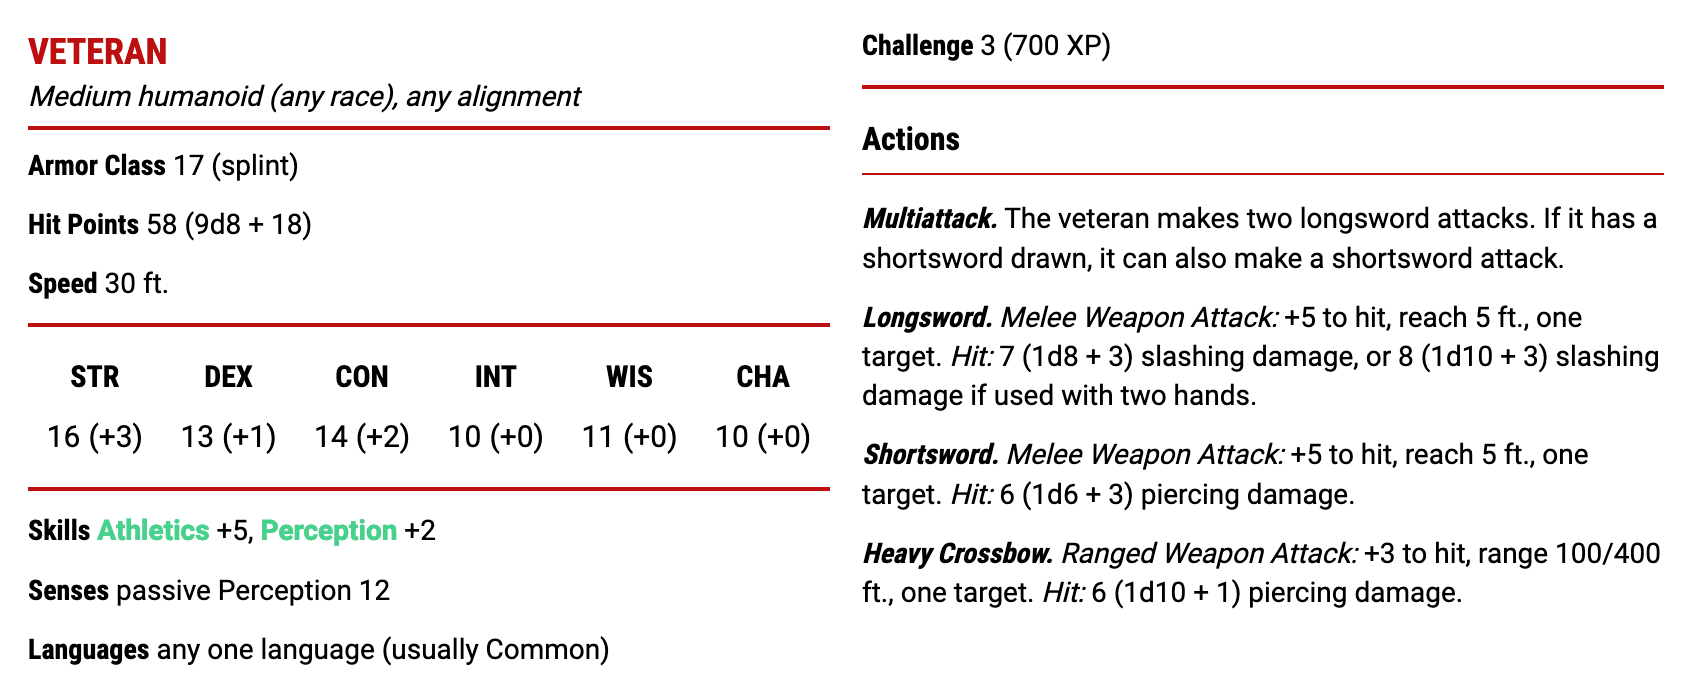 VETERAN
Medium humanoid (any race), any alignment
Armor Class 17 (splint)
Hit Points 58 (9d8 + 18)
Speed 30 ft.
STR DEX CON INT WIS CHA
16 (+3) 13 (+1) 14 (+2) 10 (+0) 11 (+0) 10 (+0)
Skills Athletics +5, Perception +2
Senses passive Perception 12
Languages any one language (usually Common)
Challenge 3 (700 XP)
Actions
Multiattack. The veteran makes two longsword attacks. If it has a
shortsword drawn, it can also make a shortsword attack.
Longsword. Melee Weapon Attack: +5 to hit, reach 5 ft., one
target. Hit: 7 (1d8 + 3) slashing damage, or 8 (1d10 + 3) slashing
damage if used with two hands.
Shortsword. Melee Weapon Attack: +5 to hit, reach 5 ft., one
target. Hit: 6 (1d6 + 3) piercing damage.
Heavy Crossbow. Ranged Weapon Attack: +3 to hit, range 100/400
ft., one target. Hit: 6 (1d10 + 1) piercing damage.